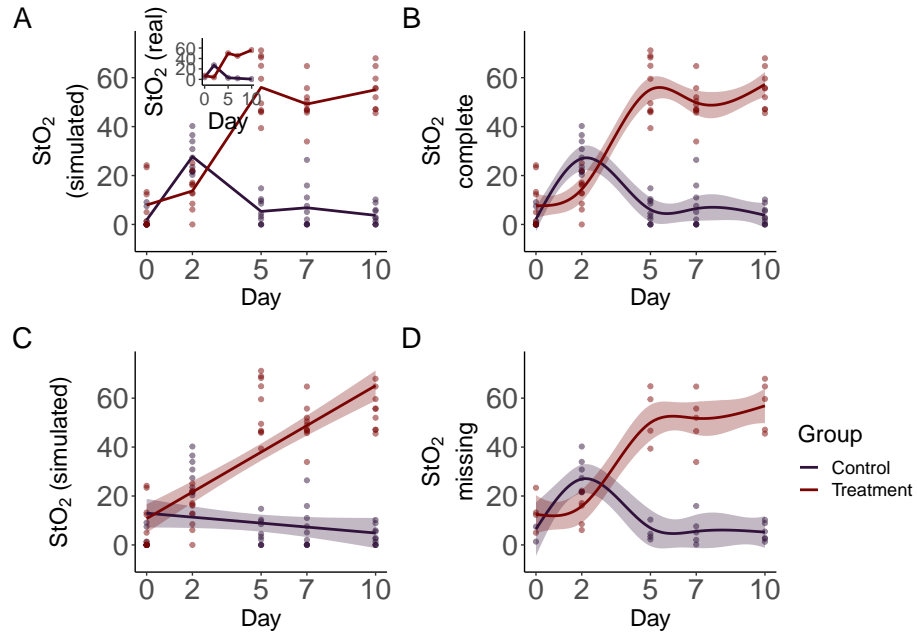 A
StO2
(simulated)
60
40
20
0
0 2 5 7 10
Day
StO2 (real)
60
40
20
0
0 5 10
Day
B
StO2
complete
60
40
20
0
0 2 5 7 10
Day
C
StO2 (simulated)
60
40
20
0
0 2 5 7 10
Day
D
StO2
missing
60
40
20
0
0 2 5 7 10
Day
Group
Control
Treatment